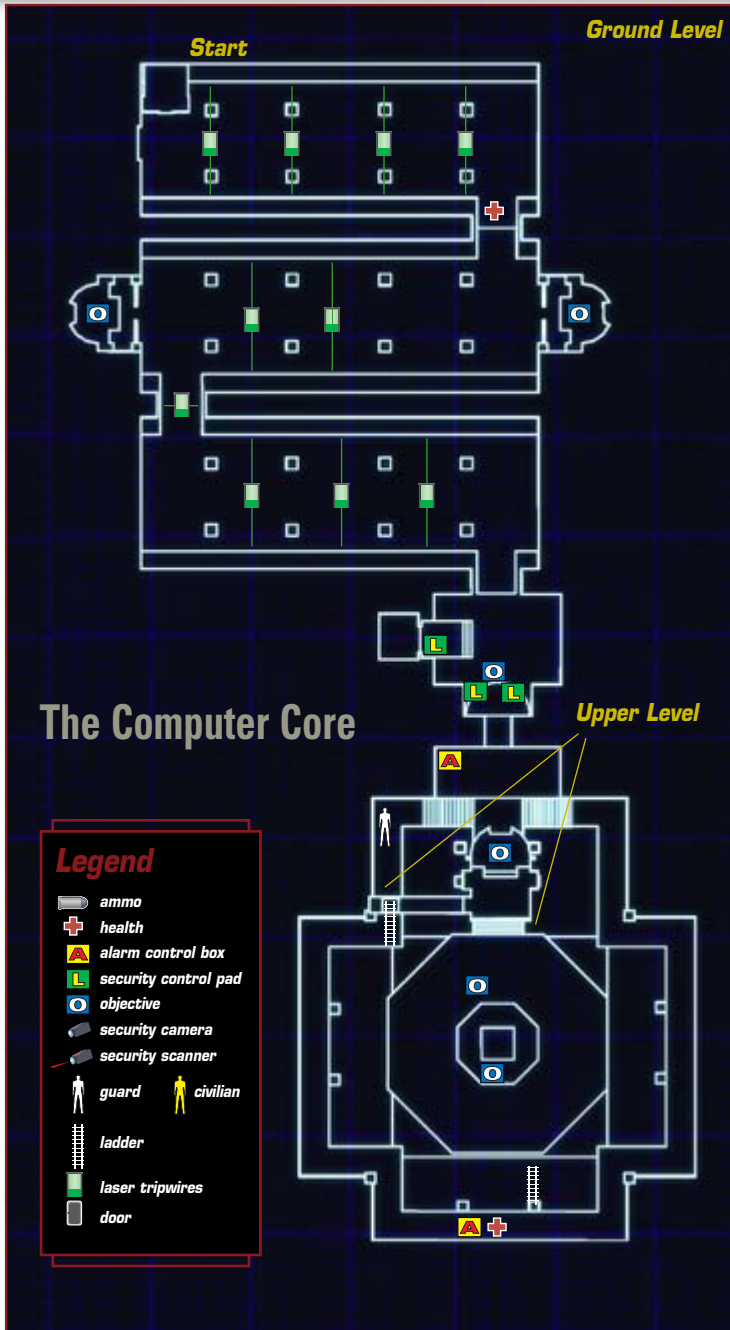 Ground Level
Start
O
O
L
O
L
L
The Computer Core
Upper Level
A
O
Legend
ammo
health
A alarm control box
L security control pad
O objective
security camera
security scanner
guard civilian
ladder
laser tripwires
door
O
O
A